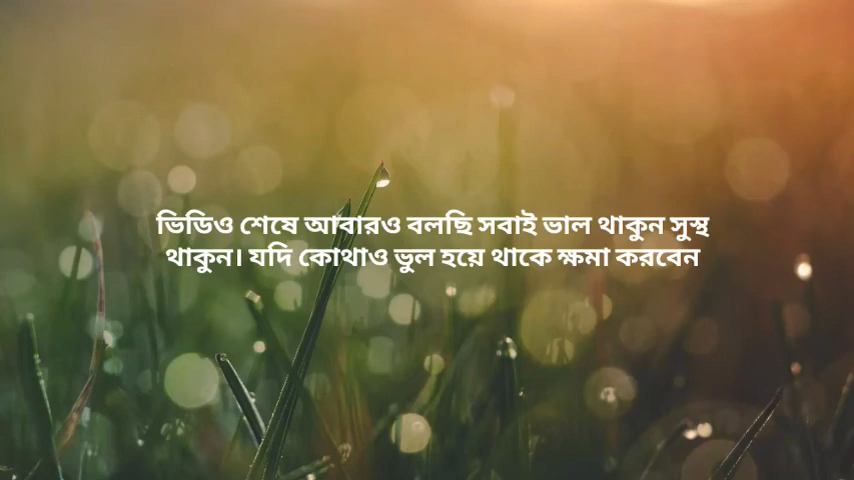 ভিডিও শেষে আবারও বলছি সবাই ভাল থাকুন সুস্থ
থাকুন। যদি কোথাও ভুল হয়ে থাকে ক্ষমা করবেন